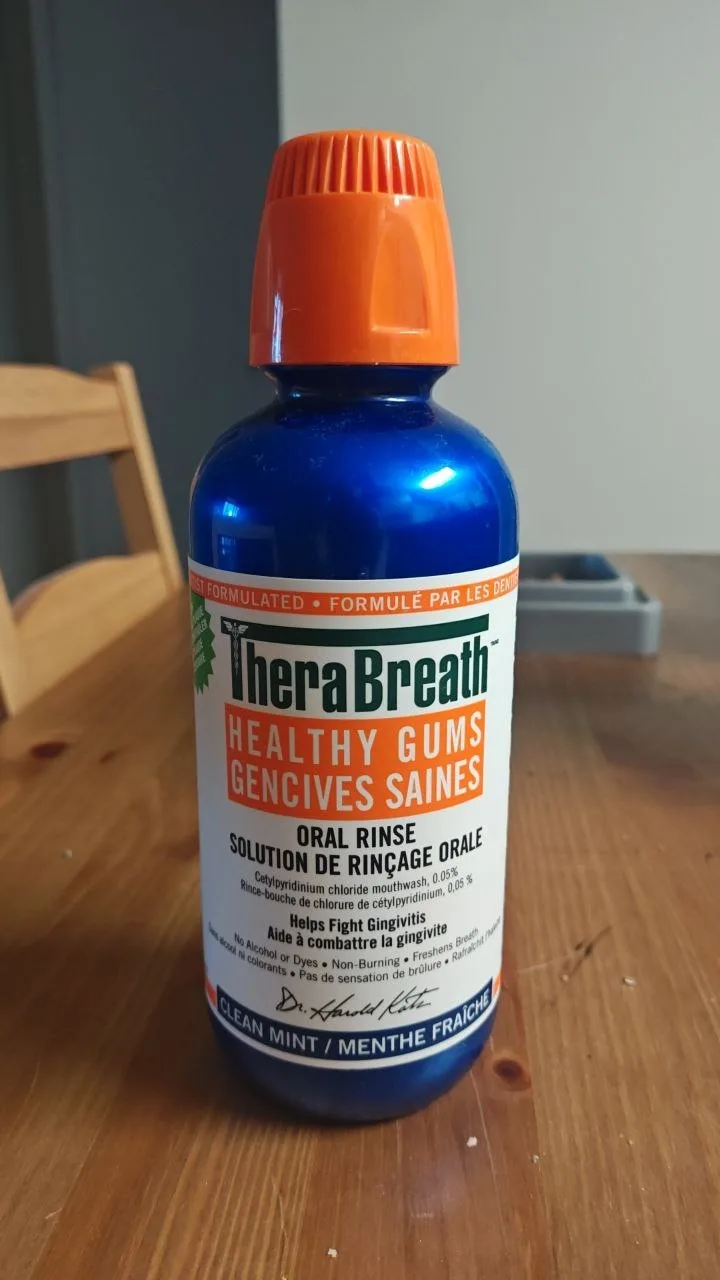 FORMULATED • FORMULÉ PAR LES
TheraBreath™
HEALTHY GUMS
GENCIVES SAINES
ORAL RINSE
SOLUTION DE RINÇAGE ORALE
Cetylpyridinium chloride mouthwash, 0.05%
Rince-bouche de chlorure de cétylpyridinium, 0,05 %
Helps Fight Gingivitis
Aide à combattre la gingivite
No Alcohol or Dyes • Non-Burning • Freshens Breath
Sans alcool ni colorants • Pas de sensation de brûlure • Rafraîchit
Dr. Harold Katz
CLEAN MINT / MENTHE FRAÎCHE